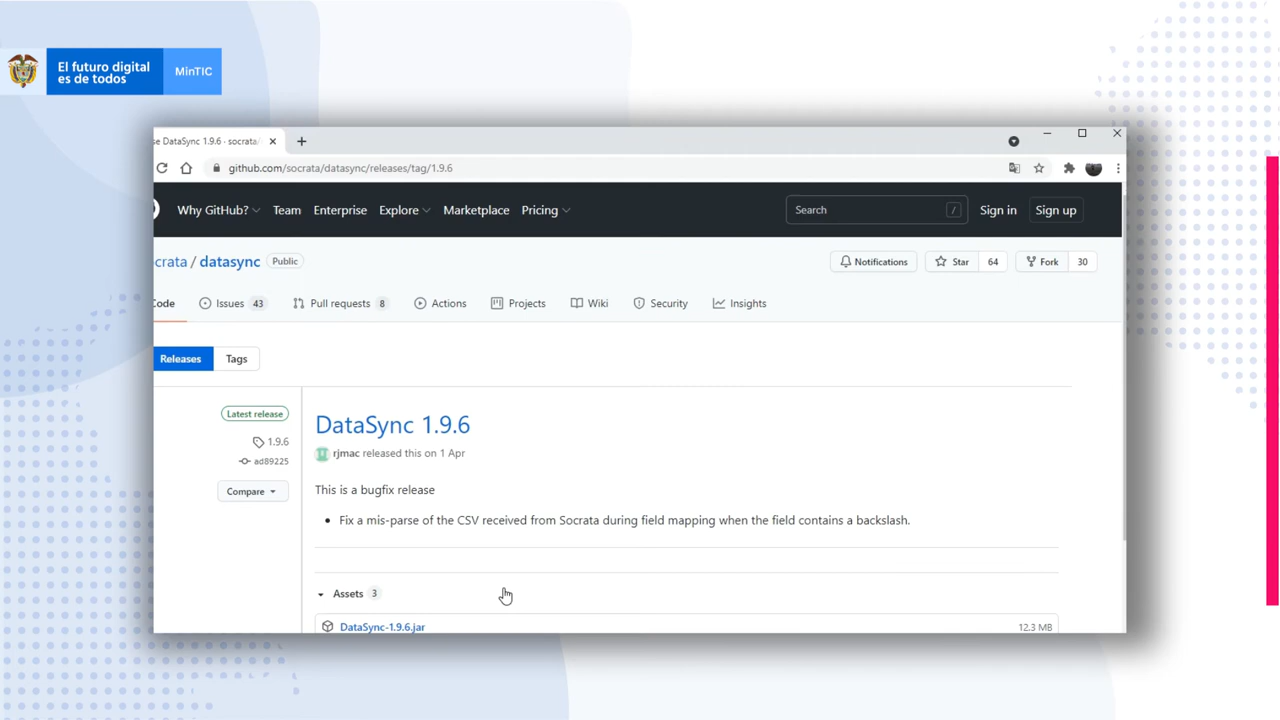 El futuro digital
es de todos
MinTIC
se DataSync 1.9.6 · socrata/
github.com/socrata/datasync/releases/tag/1.9.6
Why GitHub? Team Enterprise Explore Marketplace Pricing Search / Sign in Sign up
crata / datasync Public Notifications Star 64 Fork 30
Code Issues 43 Pull requests 8 Actions Projects Wiki Security Insights
Releases Tags
Latest release
1.9.6
ad89225
Compare
DataSync 1.9.6
rjmac released this on 1 Apr
This is a bugfix release
• Fix a mis-parse of the CSV received from Socrata during field mapping when the field contains a backslash.
Assets 3
DataSync-1.9.6.jar 12.3 MB